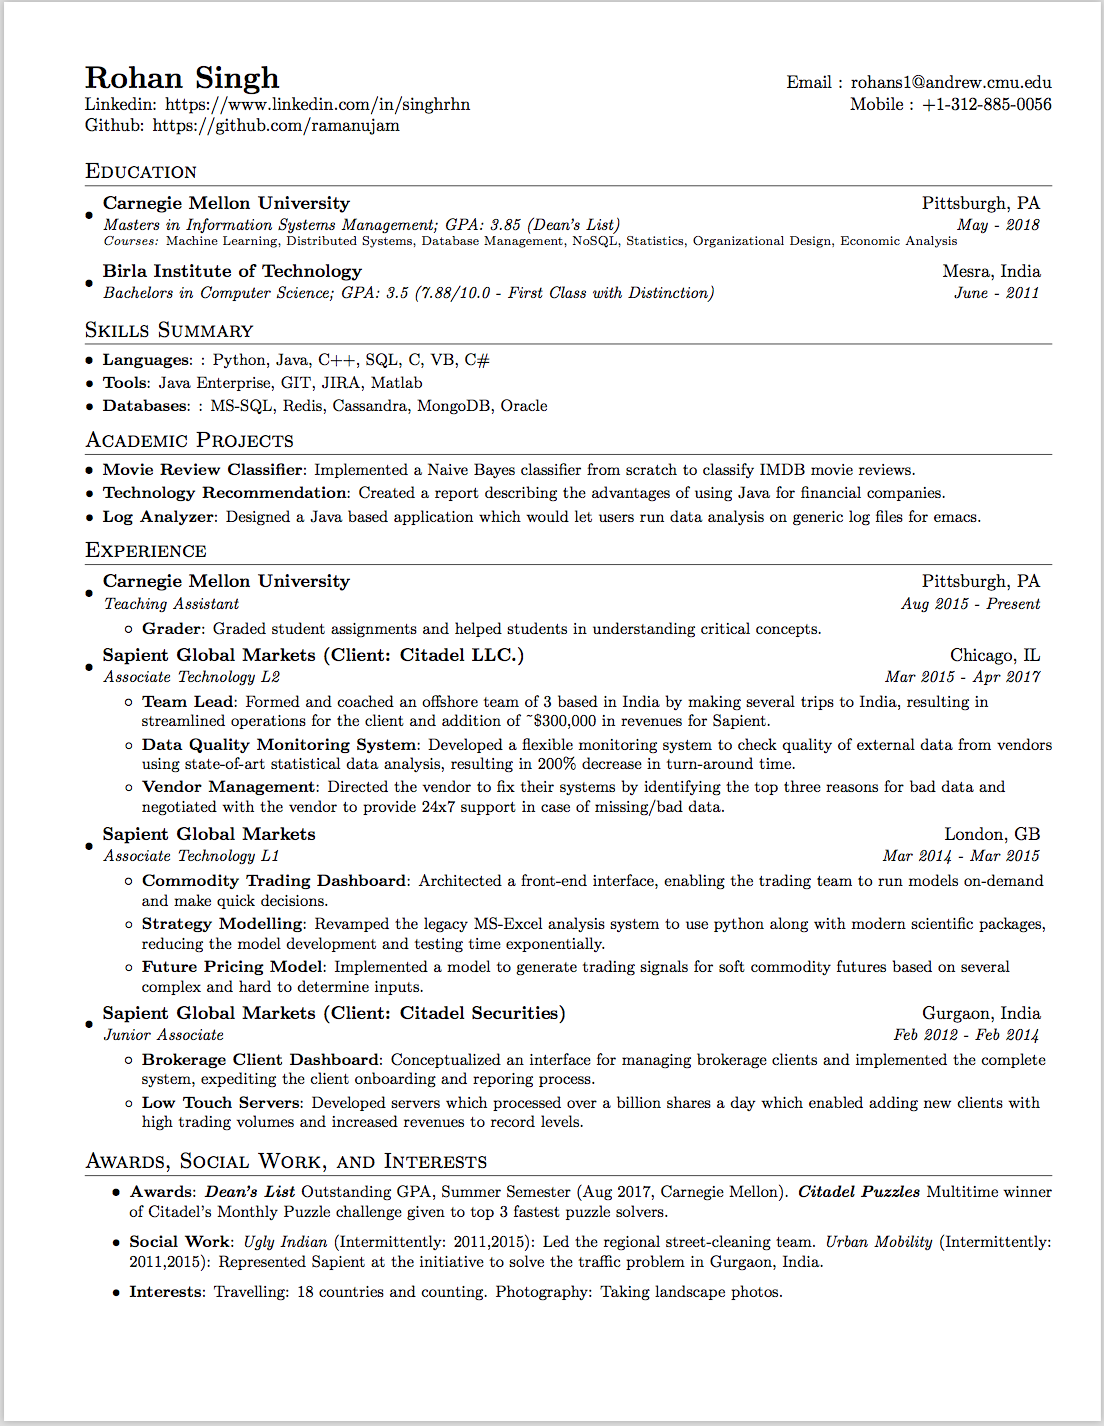 Rohan Singh
Email : rohans1@andrew.cmu.edu
Linkedin: https://www.linkedin.com/in/singhrhn
Mobile : +1-312-885-0056
Github: https://github.com/ramanujam
Education
• Carnegie Mellon University Pittsburgh, PA
Masters in Information Systems Management; GPA: 3.85 (Dean's List) May - 2018
Courses: Machine Learning, Distributed Systems, Database Management, NoSQL, Statistics, Organizational Design, Economic Analysis
• Birla Institute of Technology Mesra, India
Bachelors in Computer Science; GPA: 3.5 (7.88/10.0 - First Class with Distinction) June - 2011
Skills Summary
• Languages: : Python, Java, C++, SQL, C, VB, C#
• Tools: Java Enterprise, GIT, JIRA, Matlab
• Databases: : MS-SQL, Redis, Cassandra, MongoDB, Oracle
Academic Projects
• Movie Review Classifier: Implemented a Naive Bayes classifier from scratch to classify IMDB movie reviews.
• Technology Recommendation: Created a report describing the advantages of using Java for financial companies.
• Log Analyzer: Designed a Java based application which would let users run data analysis on generic log files for emacs.
Experience
• Carnegie Mellon University Pittsburgh, PA
Teaching Assistant Aug 2015 - Present
◦ Grader: Graded student assignments and helped students in understanding critical concepts.
• Sapient Global Markets (Client: Citadel LLC.) Chicago, IL
Associate Technology L2 Mar 2015 - Apr 2017
◦ Team Lead: Formed and coached an offshore team of 3 based in India by making several trips to India, resulting in
streamlined operations for the client and addition of ~$300,000 in revenues for Sapient.
◦ Data Quality Monitoring System: Developed a flexible monitoring system to check quality of external data from vendors
using state-of-art statistical data analysis, resulting in 200% decrease in turn-around time.
◦ Vendor Management: Directed the vendor to fix their systems by identifying the top three reasons for bad data and
negotiated with the vendor to provide 24x7 support in case of missing/bad data.
• Sapient Global Markets London, GB
Associate Technology L1 Mar 2014 - Mar 2015
◦ Commodity Trading Dashboard: Architected a front-end interface, enabling the trading team to run models on-demand
and make quick decisions.
◦ Strategy Modelling: Revamped the legacy MS-Excel analysis system to use python along with modern scientific packages,
reducing the model development and testing time exponentially.
◦ Future Pricing Model: Implemented a model to generate trading signals for soft commodity futures based on several
complex and hard to determine inputs.
• Sapient Global Markets (Client: Citadel Securities) Gurgaon, India
Junior Associate Feb 2012 - Feb 2014
◦ Brokerage Client Dashboard: Conceptualized an interface for managing brokerage clients and implemented the complete
system, expediting the client onboarding and reporing process.
◦ Low Touch Servers: Developed servers which processed over a billion shares a day which enabled adding new clients with
high trading volumes and increased revenues to record levels.
Awards, Social Work, and Interests
• Awards: Dean's List Outstanding GPA, Summer Semester (Aug 2017, Carnegie Mellon). Citadel Puzzles Multitime winner
of Citadel's Monthly Puzzle challenge given to top 3 fastest puzzle solvers.
• Social Work: Ugly Indian (Intermittently: 2011,2015): Led the regional street-cleaning team. Urban Mobility (Intermittently:
2011,2015): Represented Sapient at the initiative to solve the traffic problem in Gurgaon, India.
• Interests: Travelling: 18 countries and counting. Photography: Taking landscape photos.